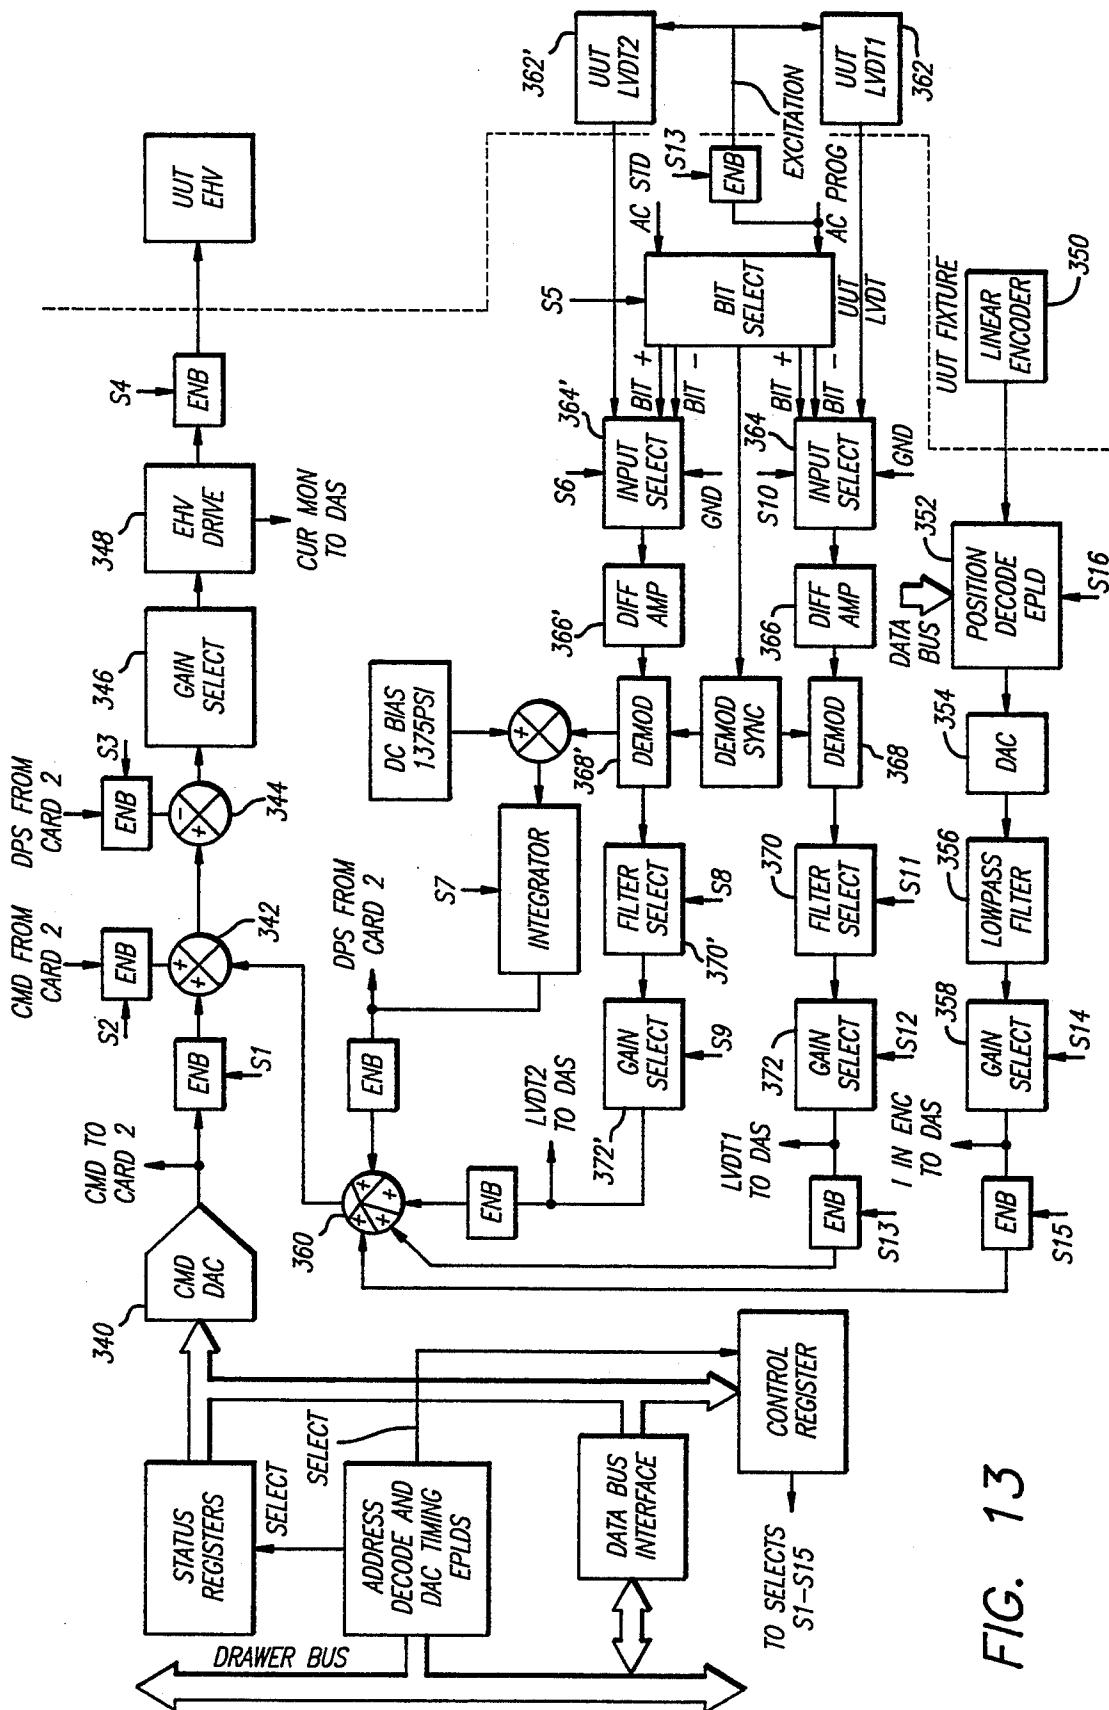 DRAWER BUS
STATUS
REGISTERS
SELECT
SELECT
ADDRESS
DECODE AND
DAC TIMING
EPLDS
DATA BUS
INTERFACE
CONTROL
REGISTER
TO SELECTS
S1-S15
340
CMD
DAC
CMD TO
CARD 2
ENB
S1
CMD FROM
CARD 2
S2
ENB
+
+
342
DPS FROM
CARD 2
ENB
S3
-
+
344
346
GAIN
SELECT
348
EHV
DRIVE
CUR MON
TO DAS
S4
ENB
UUT
EHV
360
+
+
+
+
ENB
DPS FROM
CARD 2
S7
INTEGRATOR
+
DC BIAS
1375PSI
ENB
LVDT2
TO DAS
372'
GAIN
SELECT
S9
FILTER
SELECT
370'
S8
368'
DEMOD
366'
DIFF
AMP
364'
S6
INPUT
SELECT
GND
BIT +
BIT -
S5
BIT
SELECT
AC STD
S13
ENB
EXCITATION
AC PROG
362'
UUT
LVDT2
UUT
LVDT1
362
UUT
LVDT
DEMOD
SYNC
LVDT1
TO DAS
ENB
S13
372
GAIN
SELECT
S12
370
FILTER
SELECT
S11
DEMOD
368
366
DIFF
AMP
S10
364
INPUT
SELECT
GND
BIT +
BIT -
I IN ENC
TO DAS
ENB
S15
358
GAIN
SELECT
S14
356
LOWPASS
FILTER
354
DAC
DATA
BUS
352
POSITION
DECODE
EPLD
S16
UUT FIXTURE
LINEAR
ENCODER
350
FIG. 13